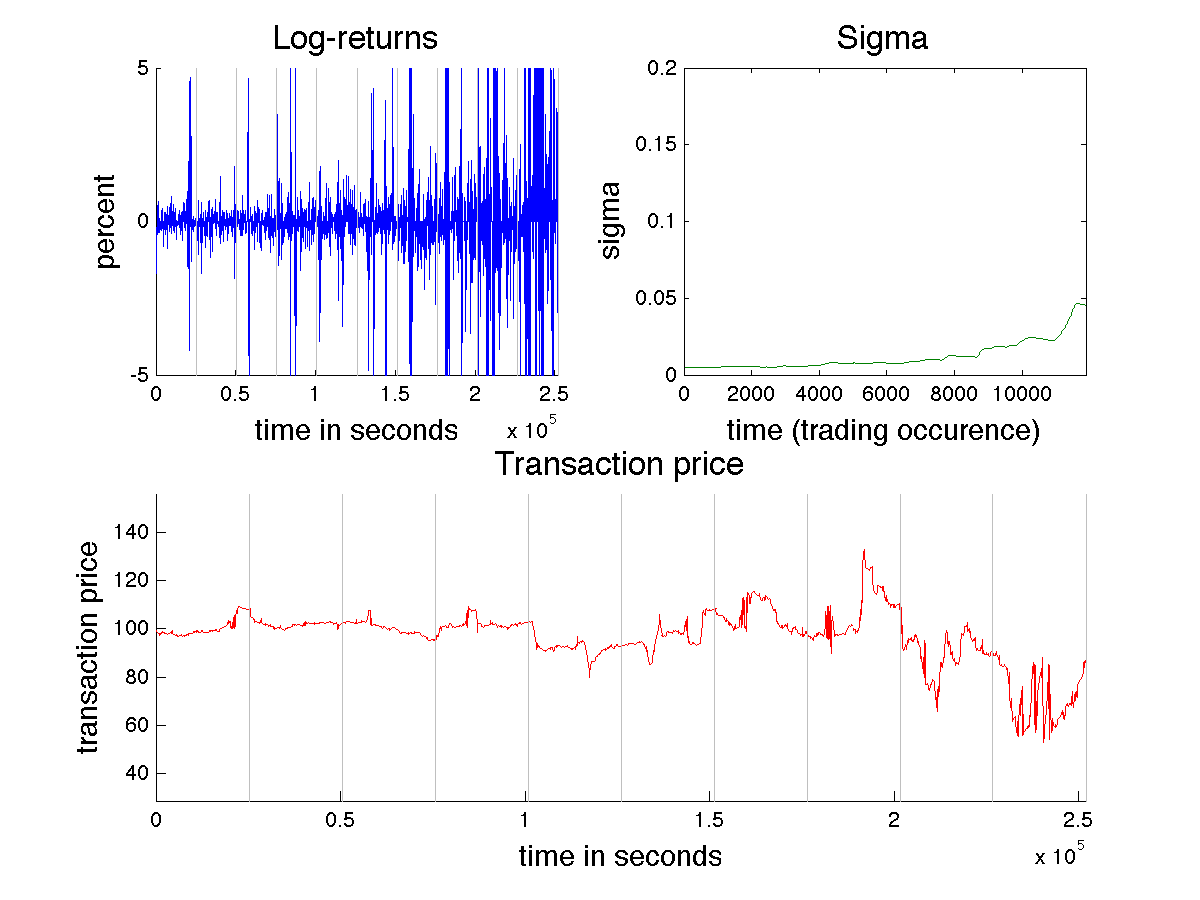 Log-returns
Sigma
5
0
-5
percent
0 0.5 1 1.5 2 2.5
x 10^5
time in seconds
0.2
0.15
0.1
0.05
0
sigma
0 2000 4000 6000 8000 10000
time (trading occurence)
Transaction price
140
120
100
80
60
40
transaction price
0 0.5 1 1.5 2 2.5
x 10^5
time in seconds